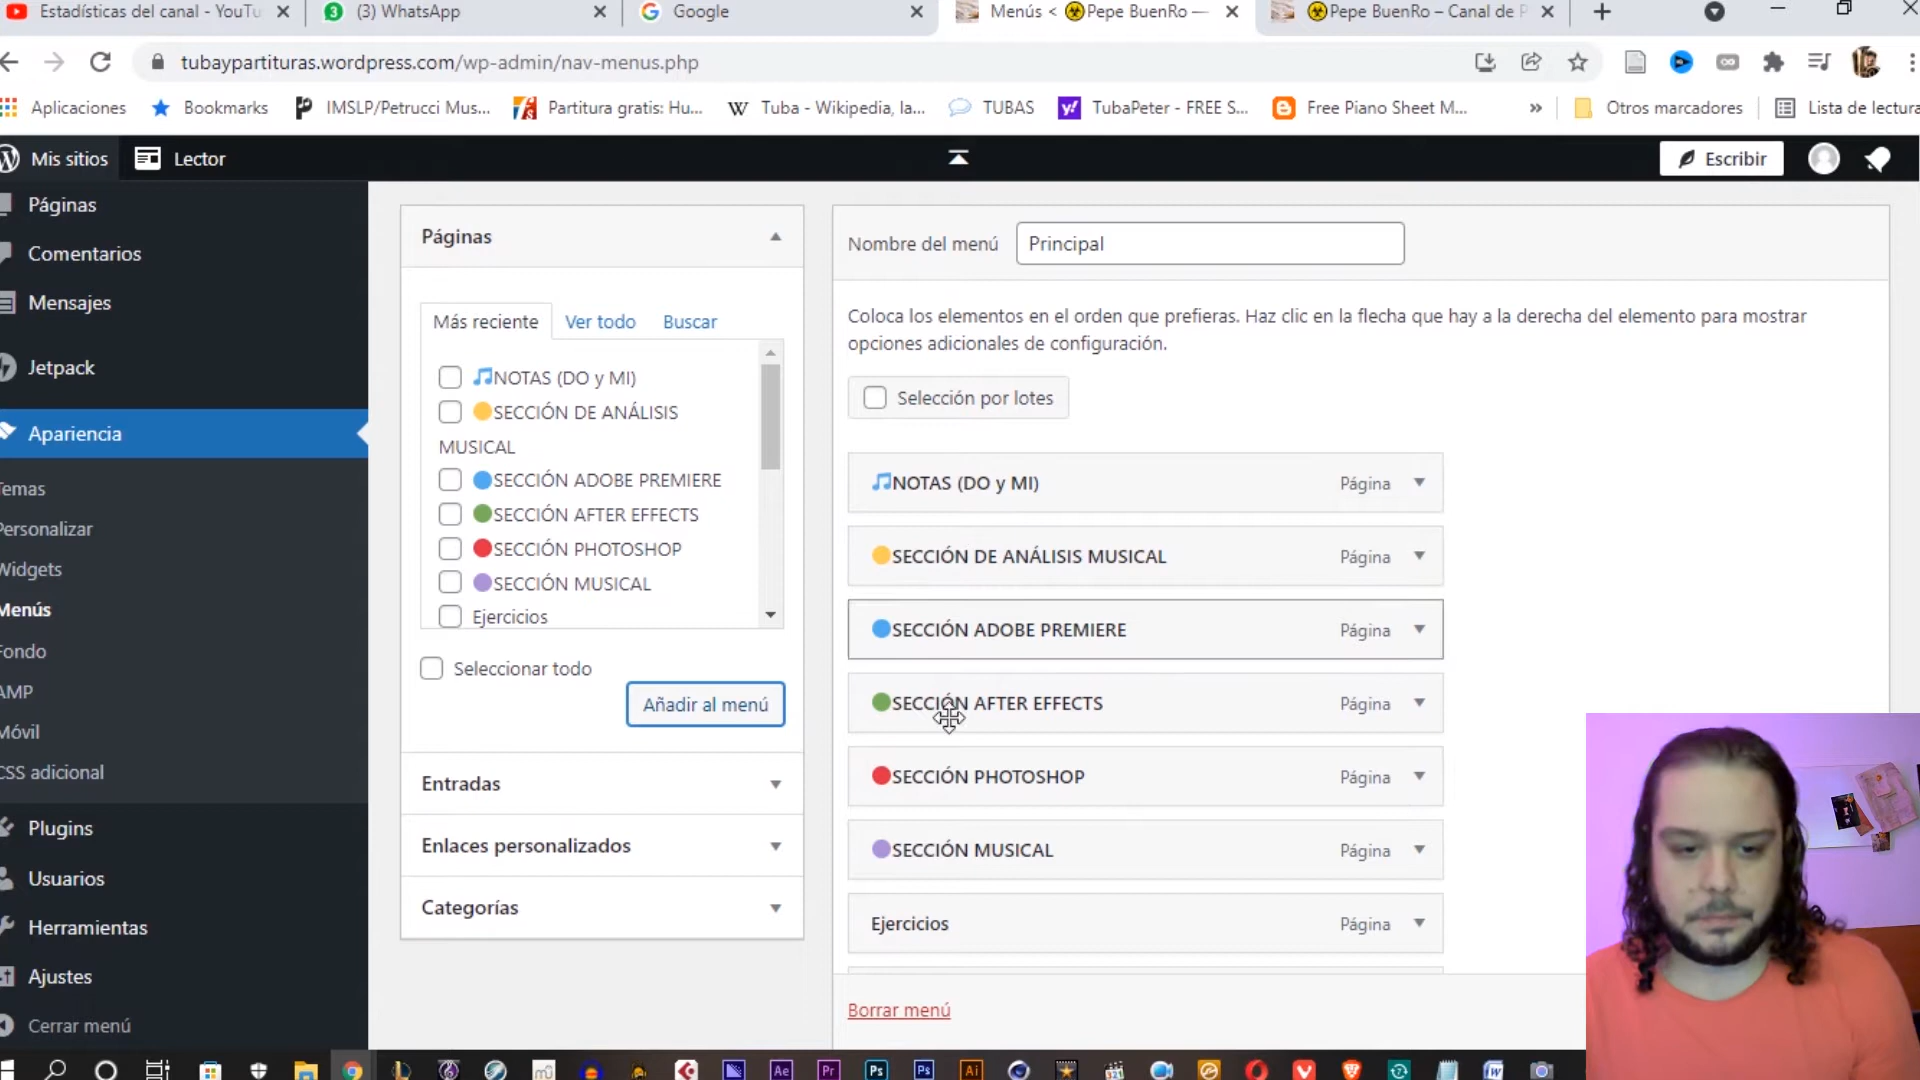 Estadísticas del canal - YouTu
(3) WhatsApp
Google
Menús < ☣Pepe BuenRo —
☣Pepe BuenRo – Canal de P
tubaypartituras.wordpress.com/wp-admin/nav-menus.php
Aplicaciones
Bookmarks
IMSLP/Petrucci Mus...
Partitura gratis: Hu...
Tuba - Wikipedia, la...
TUBAS
TubaPeter - FREE S...
Free Piano Sheet M...
»
Otros marcadores
Lista de lectura
Mis sitios
Lector
Escribir
Páginas
Comentarios
Mensajes
Jetpack
Apariencia
Temas
Personalizar
Widgets
Menús
Fondo
AMP
Móvil
CSS adicional
Plugins
Usuarios
Herramientas
Ajustes
Cerrar menú
Páginas
Más reciente
Ver todo
Buscar
🎵NOTAS (DO y MI)
🟡SECCIÓN DE ANÁLISIS
MUSICAL
🔵SECCIÓN ADOBE PREMIERE
🟢SECCIÓN AFTER EFFECTS
🔴SECCIÓN PHOTOSHOP
🟣SECCIÓN MUSICAL
Ejercicios
Seleccionar todo
Añadir al menú
Entradas
Enlaces personalizados
Categorías
Nombre del menú
Principal
Coloca los elementos en el orden que prefieras. Haz clic en la flecha que hay a la derecha del elemento para mostrar
opciones adicionales de configuración.
Selección por lotes
🎵NOTAS (DO y MI) Página
🟡SECCIÓN DE ANÁLISIS MUSICAL Página
🔵SECCIÓN ADOBE PREMIERE Página
🟢SECCIÓN AFTER EFFECTS Página
🔴SECCIÓN PHOTOSHOP Página
🟣SECCIÓN MUSICAL Página
Ejercicios Página
Borrar menú
Ae
Pr
Ps
Ps
Ai